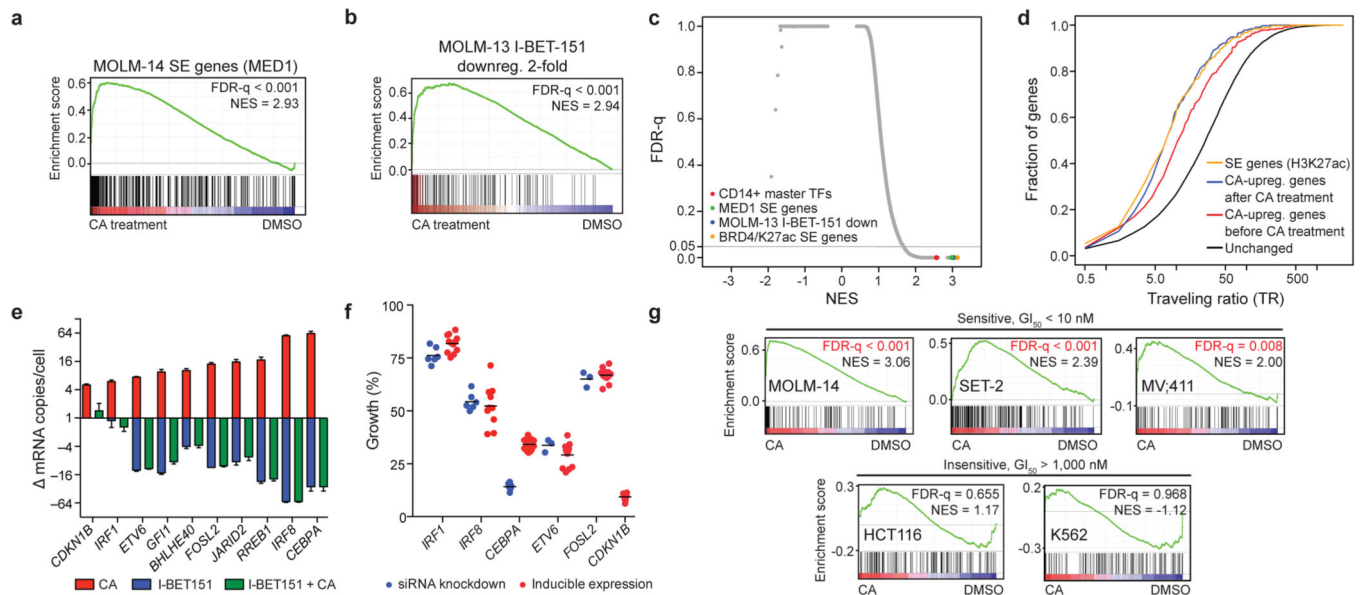 a
MOLM-14 SE genes (MED1)
Enrichment score
0.6
0.4
0.2
0.0
FDR-q < 0.001
NES = 2.93
CA treatment
DMSO
b
MOLM-13 I-BET-151
downreg. 2-fold
Enrichment score
0.6
0.4
0.2
0.0
FDR-q < 0.001
NES = 2.94
CA treatment
DMSO
c
FDR-q
1.0
0.8
0.6
0.4
0.2
0.05
0.0
CD14+ master TFs
MED1 SE genes
MOLM-13 I-BET-151 down
BRD4/K27ac SE genes
-3 -2 -1 0 1 2 3
NES
d
Fraction of genes
1.0
0.8
0.6
0.4
0.2
0.0
SE genes (H3K27ac)
CA-upreg. genes
after CA treatment
CA-upreg. genes
before CA treatment
Unchanged
0.5 5.0 50 500
Traveling ratio (TR)
e
Δ mRNA copies/cell
64
16
4
1
-4
-16
-64
CDKN1B
IRF1
ETV6
GFI1
BHLHE40
FOSL2
JARID2
RREB1
IRF8
CEBPA
CA
I-BET151
I-BET151 + CA
f
Growth (%)
100
75
50
25
0
IRF1
IRF8
CEBPA
ETV6
FOSL2
CDKN1B
siRNA knockdown
Inducible expression
g
Sensitive, GI50 < 10 nM
Enrichment score
0.6
0.0
FDR-q < 0.001
NES = 3.06
MOLM-14
CA
DMSO
0.5
0.0
FDR-q < 0.001
NES = 2.39
SET-2
CA
DMSO
0.4
-0.1
FDR-q = 0.008
NES = 2.00
MV;411
CA
DMSO
Insensitive, GI50 > 1,000 nM
Enrichment score
0.3
-0.2
FDR-q = 0.655
NES = 1.17
HCT116
CA
DMSO
0.2
-0.3
FDR-q = 0.968
NES = -1.12
K562
CA
DMSO